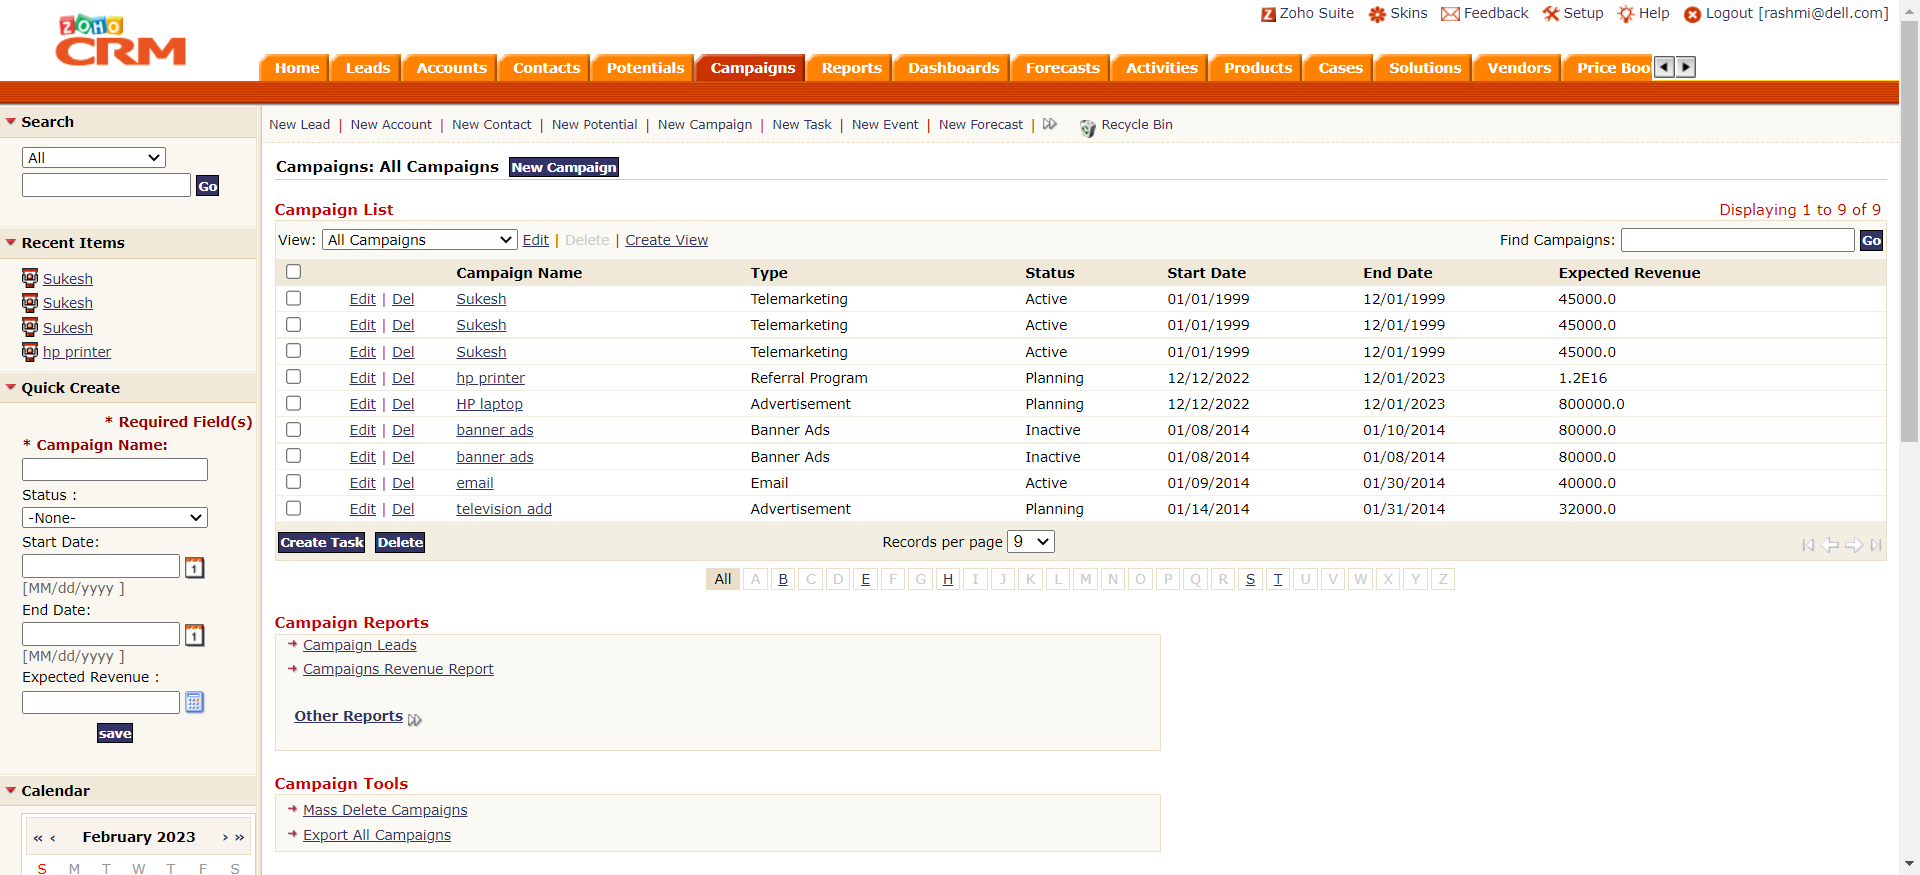 ZOHO
CRM
Zoho Suite Skins Feedback Setup Help Logout [rashmi@dell.com]
Home Leads Accounts Contacts Potentials Campaigns Reports Dashboards Forecasts Activities Products Cases Solutions Vendors Price Boo
Search
All
Go
Recent Items
Sukesh
Sukesh
Sukesh
hp printer
Quick Create
* Required Field(s)
* Campaign Name:
Status :
-None-
Start Date:
1
[MM/dd/yyyy ]
End Date:
1
[MM/dd/yyyy ]
Expected Revenue :
save
Calendar
« ‹ February 2023 › »
S M T W T F S
New Lead | New Account | New Contact | New Potential | New Campaign | New Task | New Event | New Forecast | Recycle Bin
Campaigns: All Campaigns New Campaign
Campaign List Displaying 1 to 9 of 9
View: All Campaigns Edit | Delete | Create View Find Campaigns: Go
Campaign Name Type Status Start Date End Date Expected Revenue
Edit | Del Sukesh Telemarketing Active 01/01/1999 12/01/1999 45000.0
Edit | Del Sukesh Telemarketing Active 01/01/1999 12/01/1999 45000.0
Edit | Del Sukesh Telemarketing Active 01/01/1999 12/01/1999 45000.0
Edit | Del hp printer Referral Program Planning 12/12/2022 12/01/2023 1.2E16
Edit | Del HP laptop Advertisement Planning 12/12/2022 12/01/2023 800000.0
Edit | Del banner ads Banner Ads Inactive 01/08/2014 01/10/2014 80000.0
Edit | Del banner ads Banner Ads Inactive 01/08/2014 01/08/2014 80000.0
Edit | Del email Email Active 01/09/2014 01/30/2014 40000.0
Edit | Del television add Advertisement Planning 01/14/2014 01/31/2014 32000.0
Create Task Delete Records per page 9
All A B C D E F G H I J K L M N O P Q R S T U V W X Y Z
Campaign Reports
Campaign Leads
Campaigns Revenue Report
Other Reports
Campaign Tools
Mass Delete Campaigns
Export All Campaigns